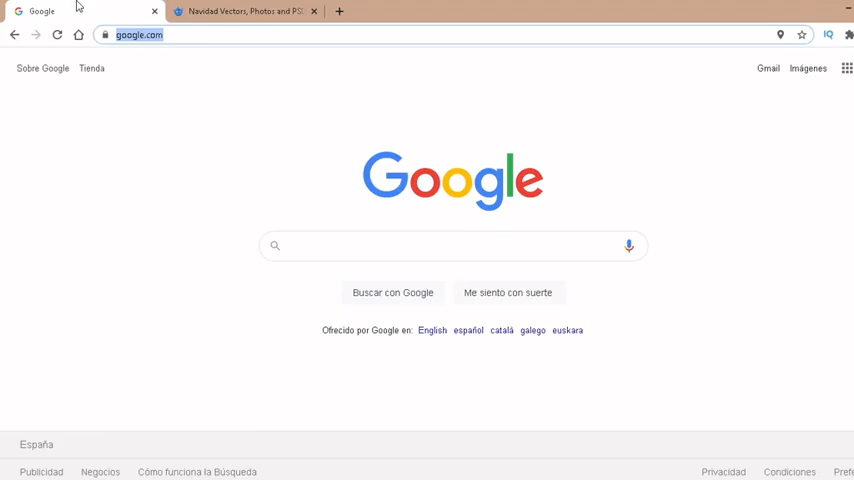 Google
Navidad Vectors, Photos and PS
google.com
IQ
Sobre Google Tienda
Gmail Imágenes
Google
Buscar con Google Me siento con suerte
Ofrecido por Google en: English español catalá galego euskara
España
Publicidad Negocios Cómo funciona la Búsqueda
Privacidad Condiciones Prefe